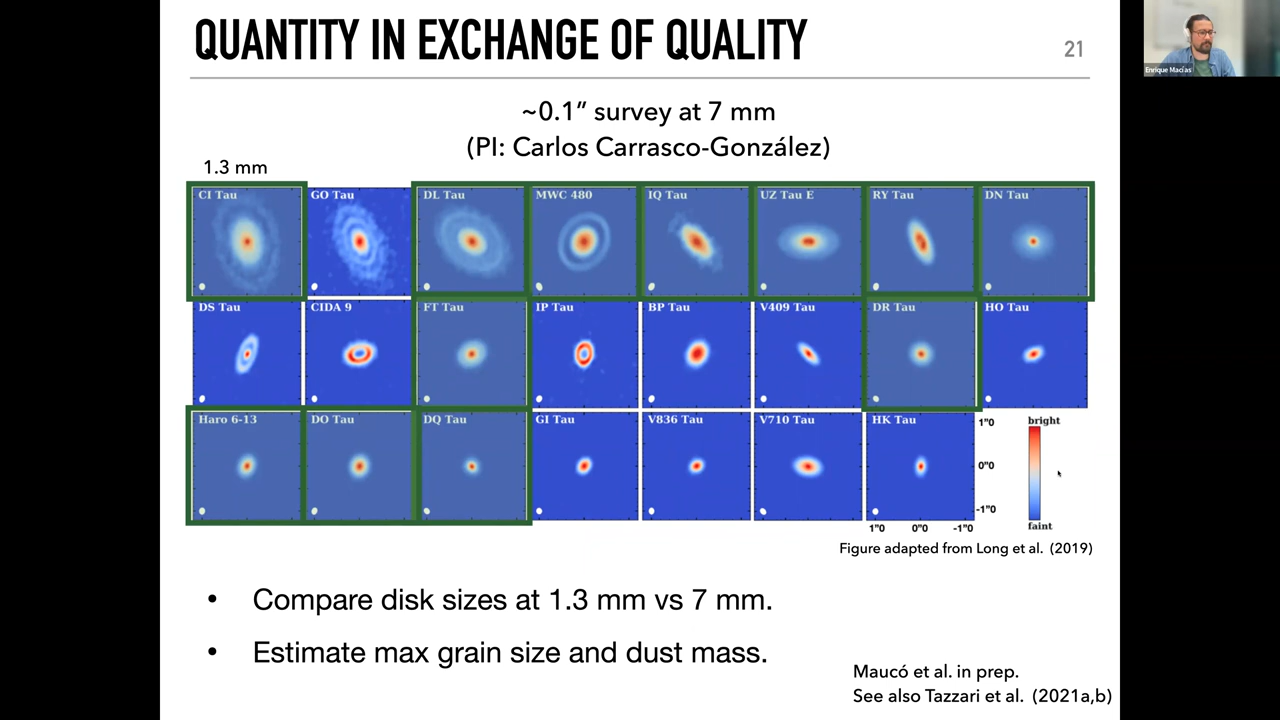 QUANTITY IN EXCHANGE OF QUALITY
21
Enrique Macías
~0.1″ survey at 7 mm
(PI: Carlos Carrasco-González)
1.3 mm
CI Tau GO Tau DL Tau MWC 480 IQ Tau UZ Tau E RY Tau DN Tau
DS Tau CIDA 9 FT Tau IP Tau BP Tau V409 Tau DR Tau HO Tau
Haro 6-13 DO Tau DQ Tau GI Tau V836 Tau V710 Tau HK Tau
1"0
0"0
-1"0
1"0 0"0 -1"0
bright
faint
Figure adapted from Long et al. (2019)
• Compare disk sizes at 1.3 mm vs 7 mm.
• Estimate max grain size and dust mass.
Maucó et al. in prep.
See also Tazzari et al. (2021a,b)